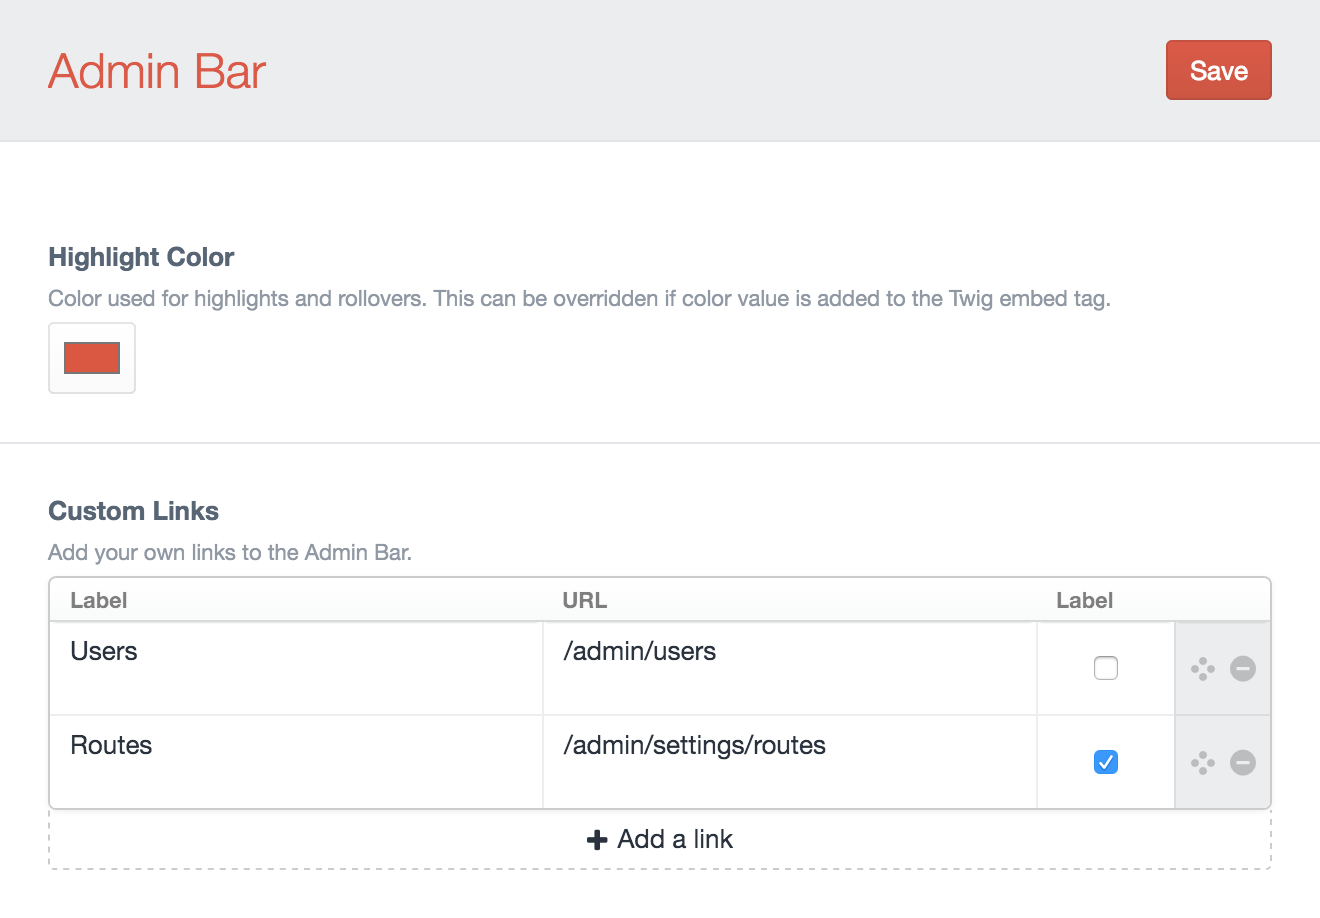 Admin Bar
Save
Highlight Color
Color used for highlights and rollovers. This can be overridden if color value is added to the Twig embed tag.
Custom Links
Add your own links to the Admin Bar.
Label URL Label
Users /admin/users
Routes /admin/settings/routes
Add a link